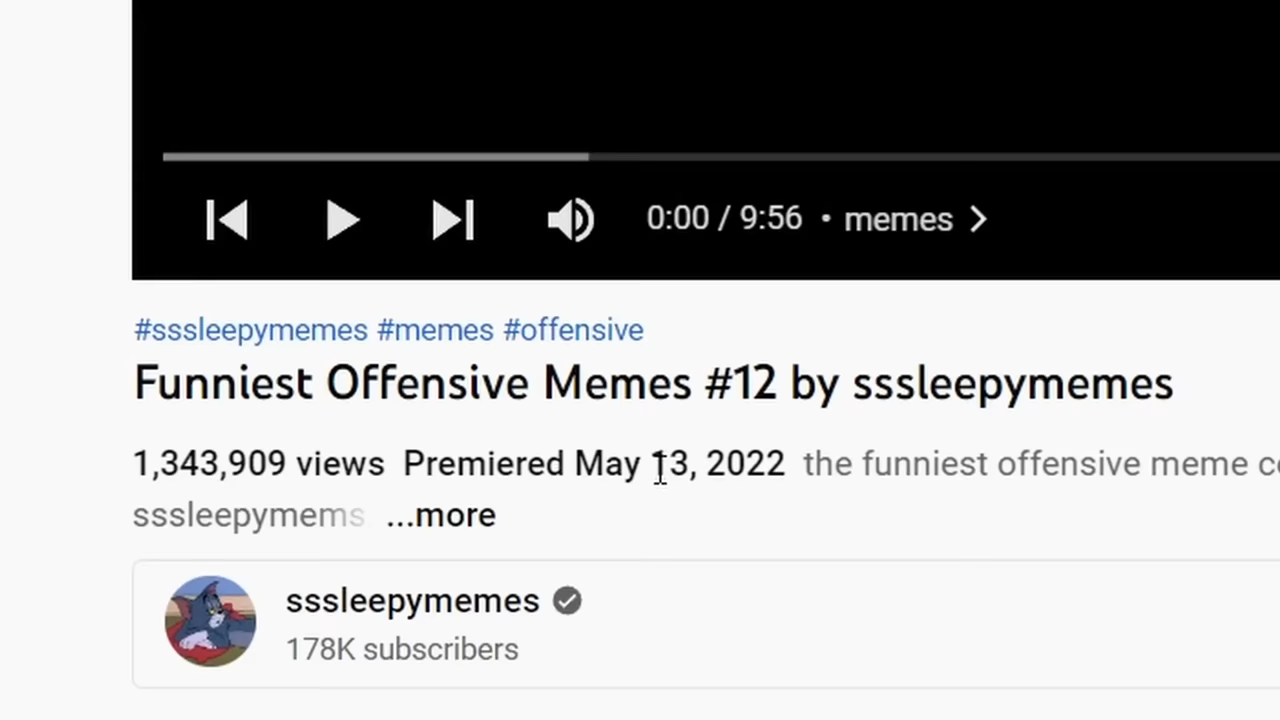 0:00 / 9:56 • memes
#sssleepymemes #memes #offensive
Funniest Offensive Memes #12 by sssleepymemes
1,343,909 views Premiered May 13, 2022 the funniest offensive meme
sssleepymems ...more
sssleepymemes
178K subscribers